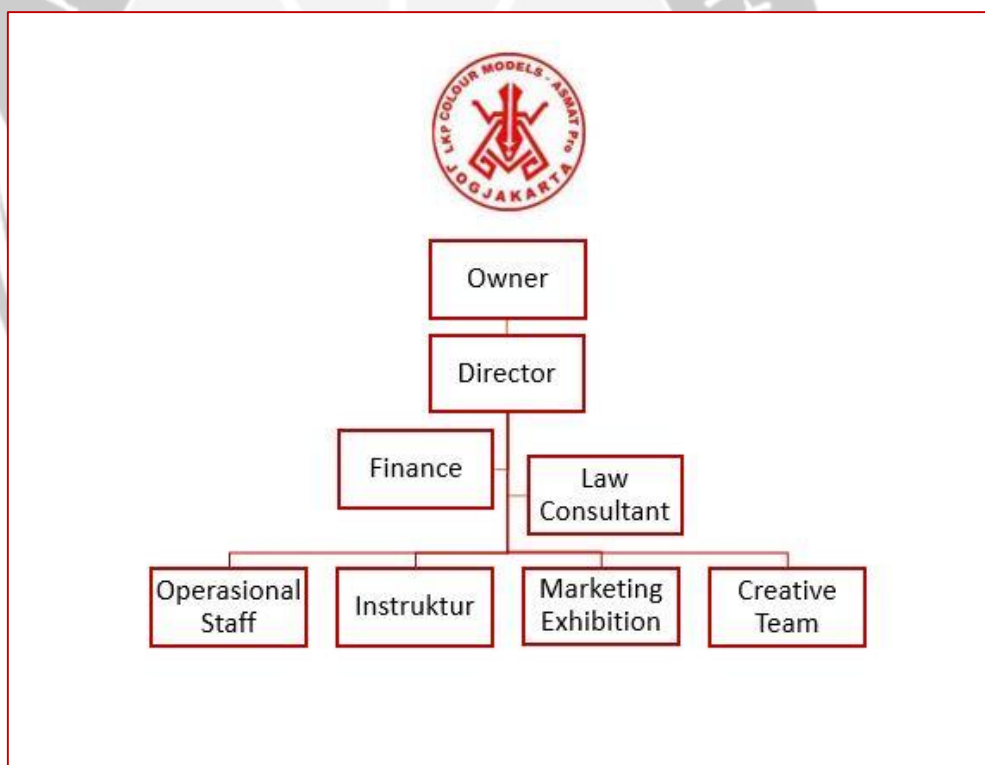 LKP COLOUR MODELS - ASMAT Pro
JOGJAKARTA
Owner
Director
Finance
Law
Consultant
Operasional
Staff
Instruktur
Marketing
Exhibition
Creative
Team